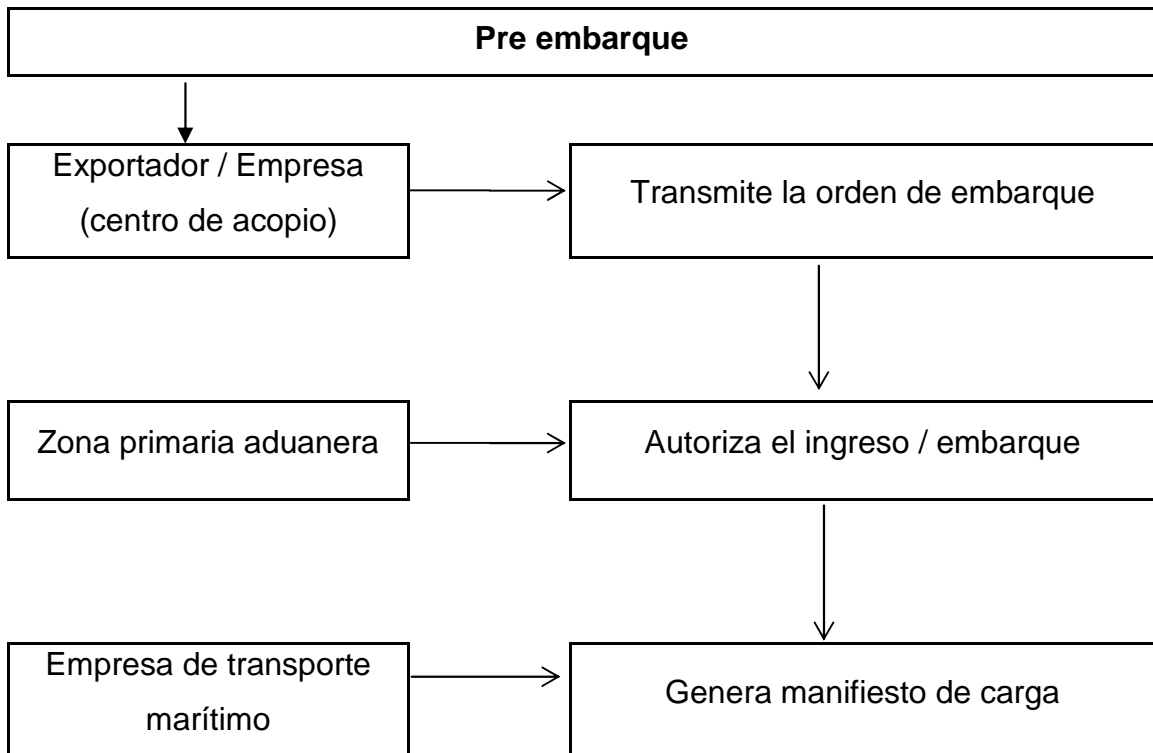 Pre embarque
Exportador / Empresa
(centro de acopio)
Transmite la orden de embarque
Zona primaria aduanera
Autoriza el ingreso / embarque
Empresa de transporte
marítimo
Genera manifiesto de carga